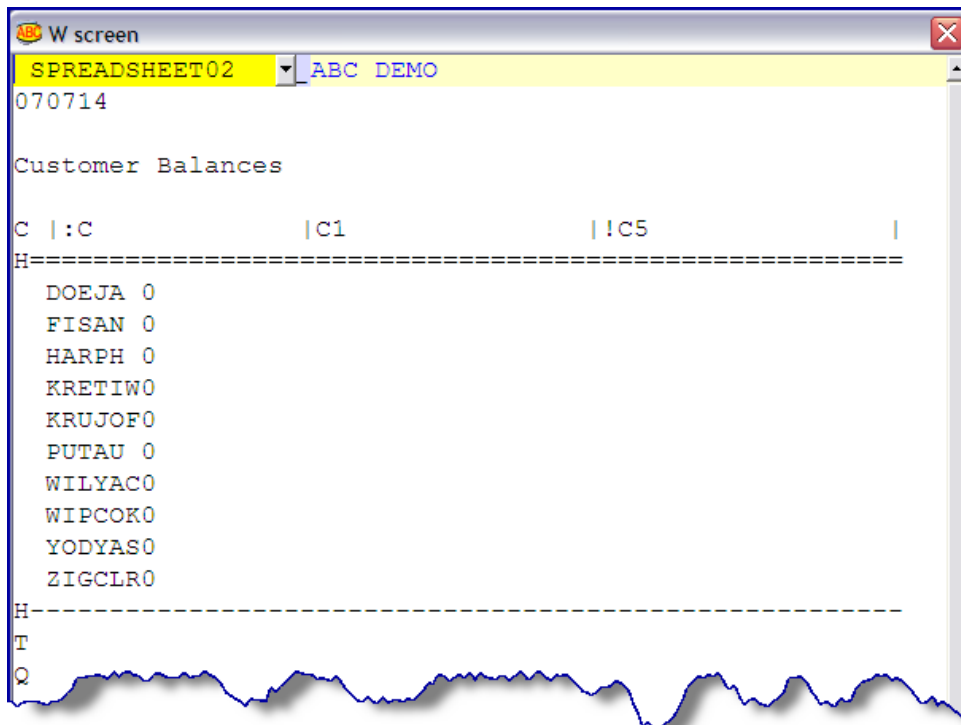 ABC W screen
SPREADSHEET02 _ABC DEMO
070714
Customer Balances
C |:C |C1 |!C5 |
H=======================================================
DOEJA 0
FISAN 0
HARPH 0
KRETIW0
KRUJOF0
PUTAU 0
WILYAC0
WIPCOK0
YODYAS0
ZIGCLR0
H-------------------------------------------------------
T
Q